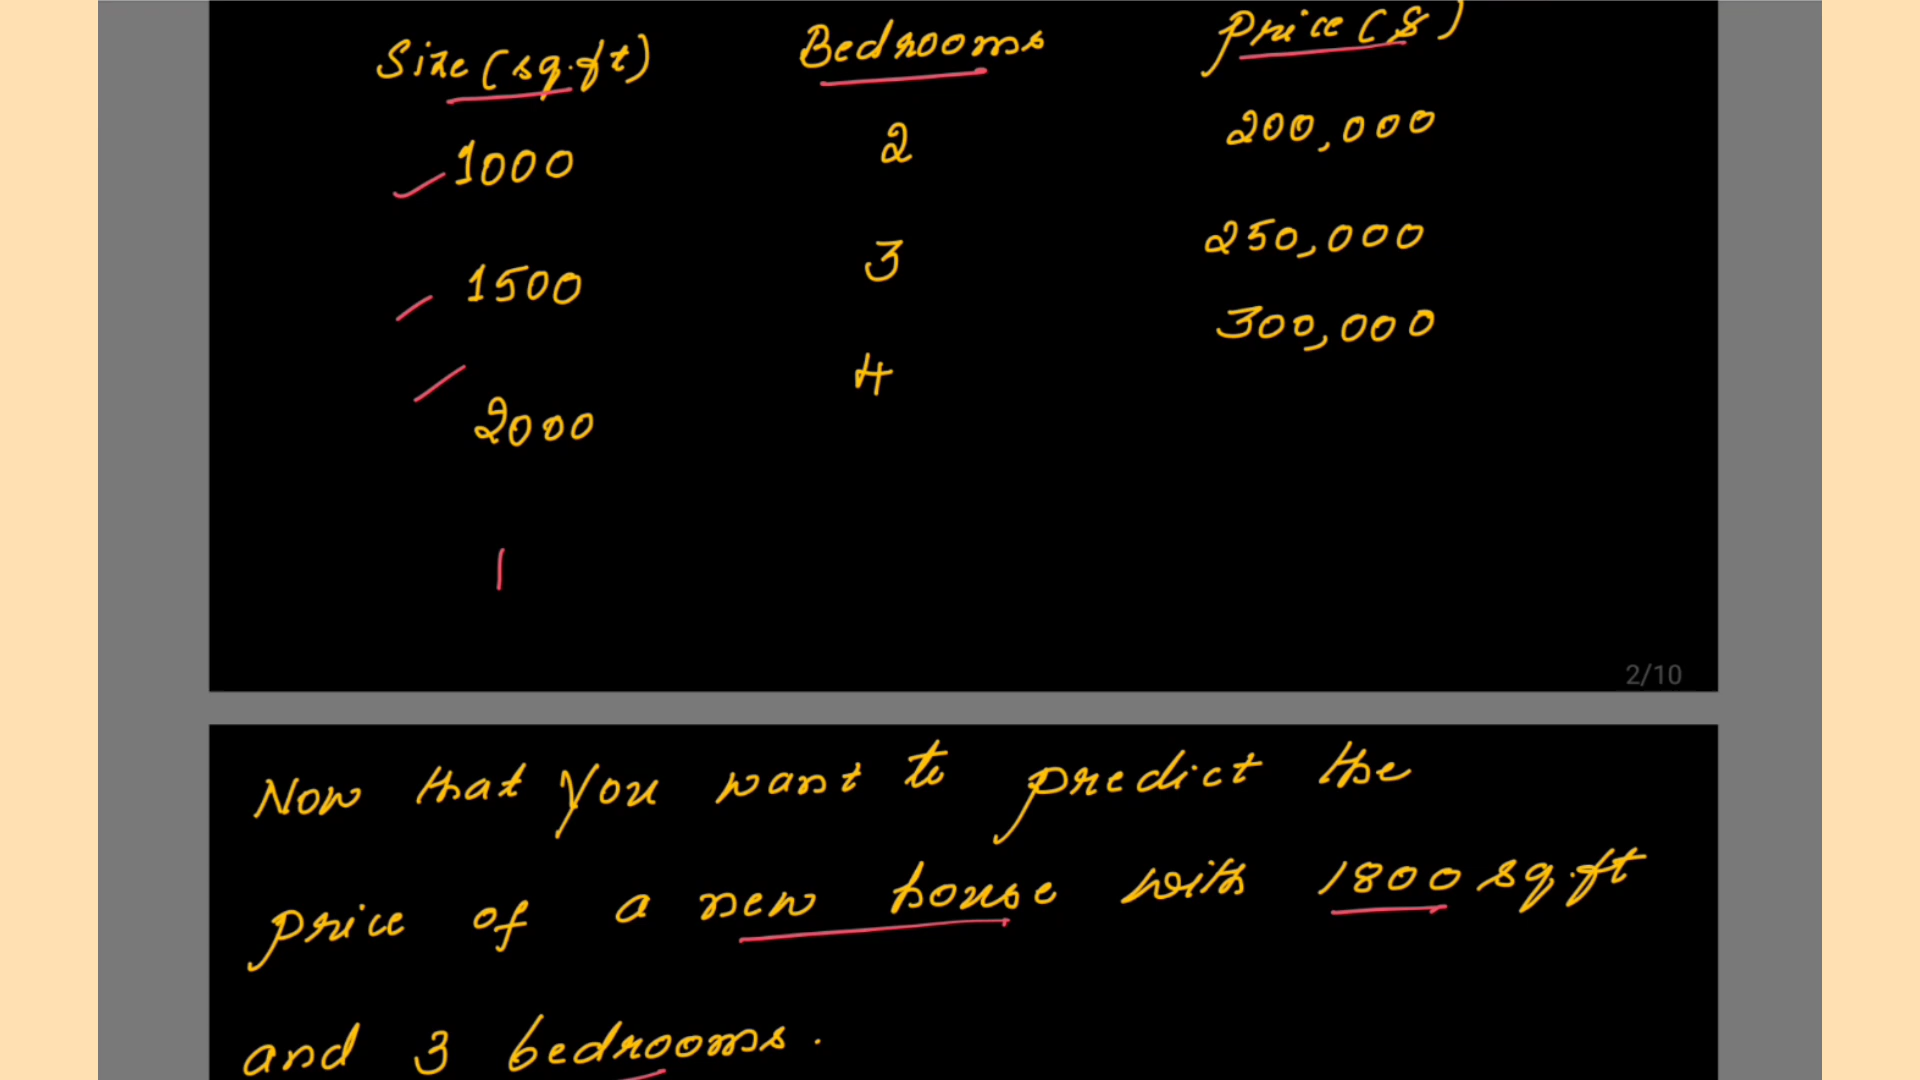 Size (sq.ft) Bedrooms Price ($)
1000 2 200,000
1500 3 250,000
2000 4 300,000
2/10
Now that You want to predict the
price of a new house with 1800 sq.ft
and 3 bedrooms.